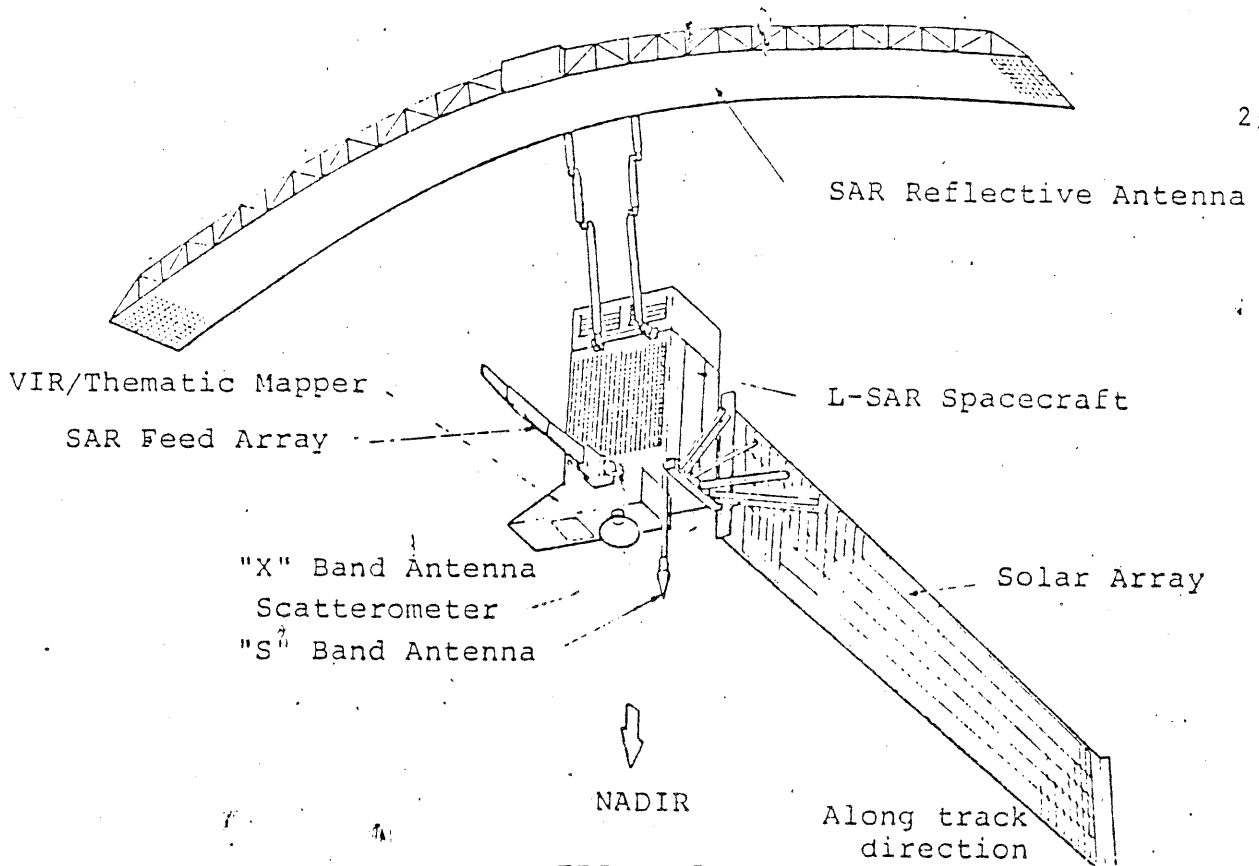 2
SAR Reflective Antenna
VIR/Thematic Mapper
L-SAR Spacecraft
SAR Feed Array
"X" Band Antenna
Solar Array
Scatterometer
"S" Band Antenna
NADIR
Along track
direction